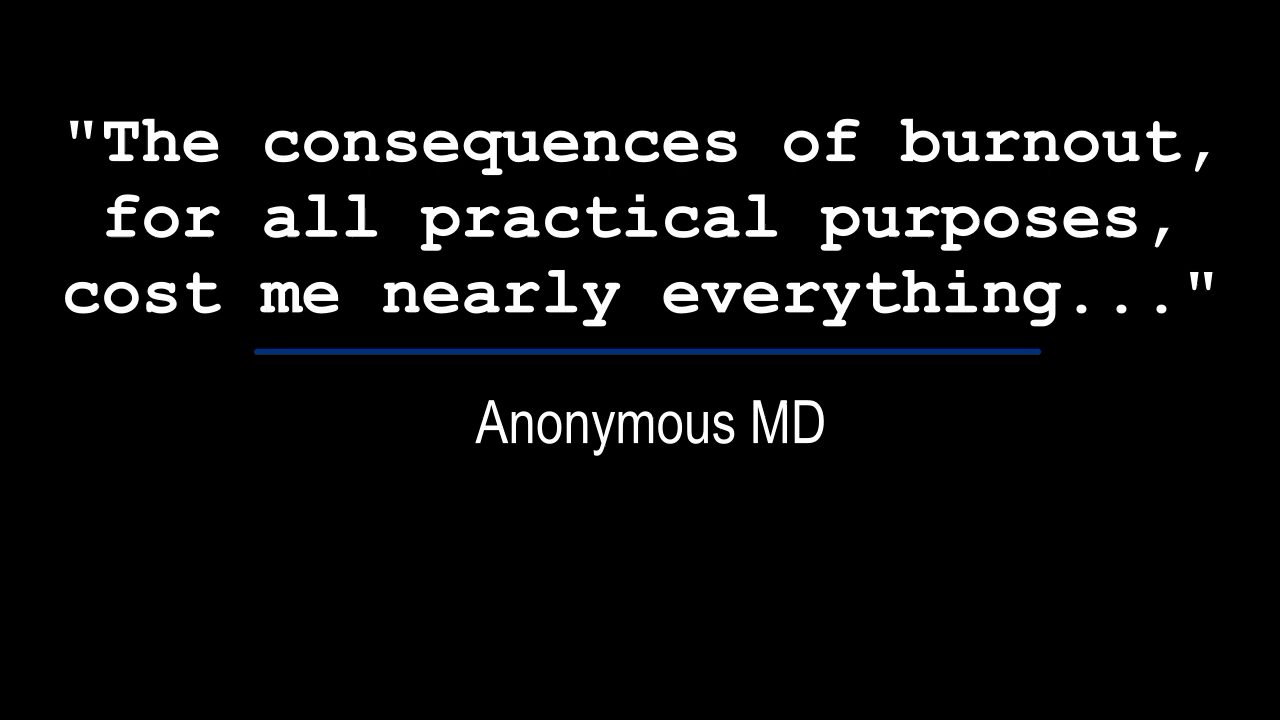 "The consequences of burnout,
for all practical purposes,
cost me nearly everything..."
Anonymous MD